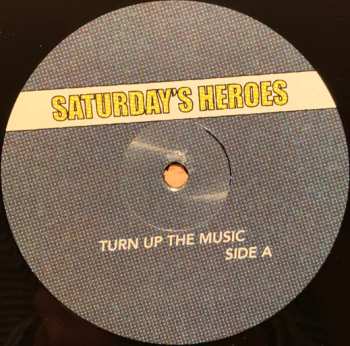 SATURDAY'S HEROES
TURN UP THE MUSIC
SIDE A